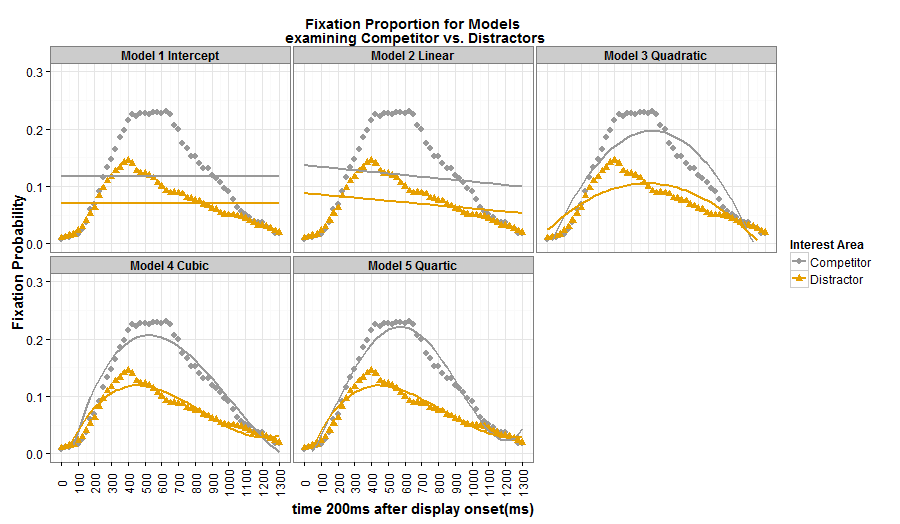 Fixation Proportion for Models
examining Competitor vs. Distractors
Model 1 Intercept
Model 2 Linear
Model 3 Quadratic
0.3
0.2
0.1
0.0
Model 4 Cubic
Model 5 Quartic
0.3
0.2
0.1
0.0
Fixation Probability
0 100 200 300 400 500 600 700 800 900 1000 1100 1200 1300
0 100 200 300 400 500 600 700 800 900 1000 1100 1200 1300
time 200ms after display onset(ms)
Interest Area
Competitor
Distractor